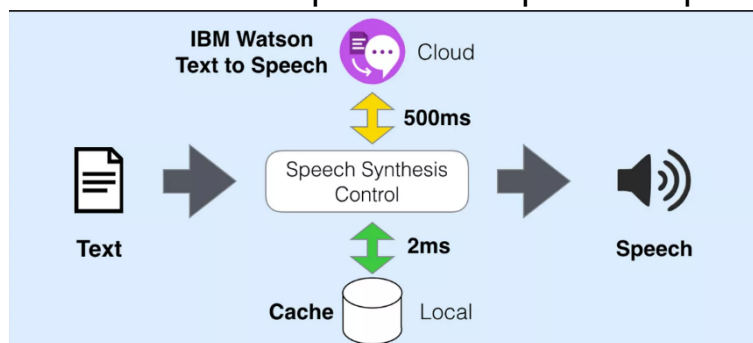 IBM Watson
Text to Speech
Cloud
500ms
Speech Synthesis
Control
Text
Speech
2ms
Cache
Local